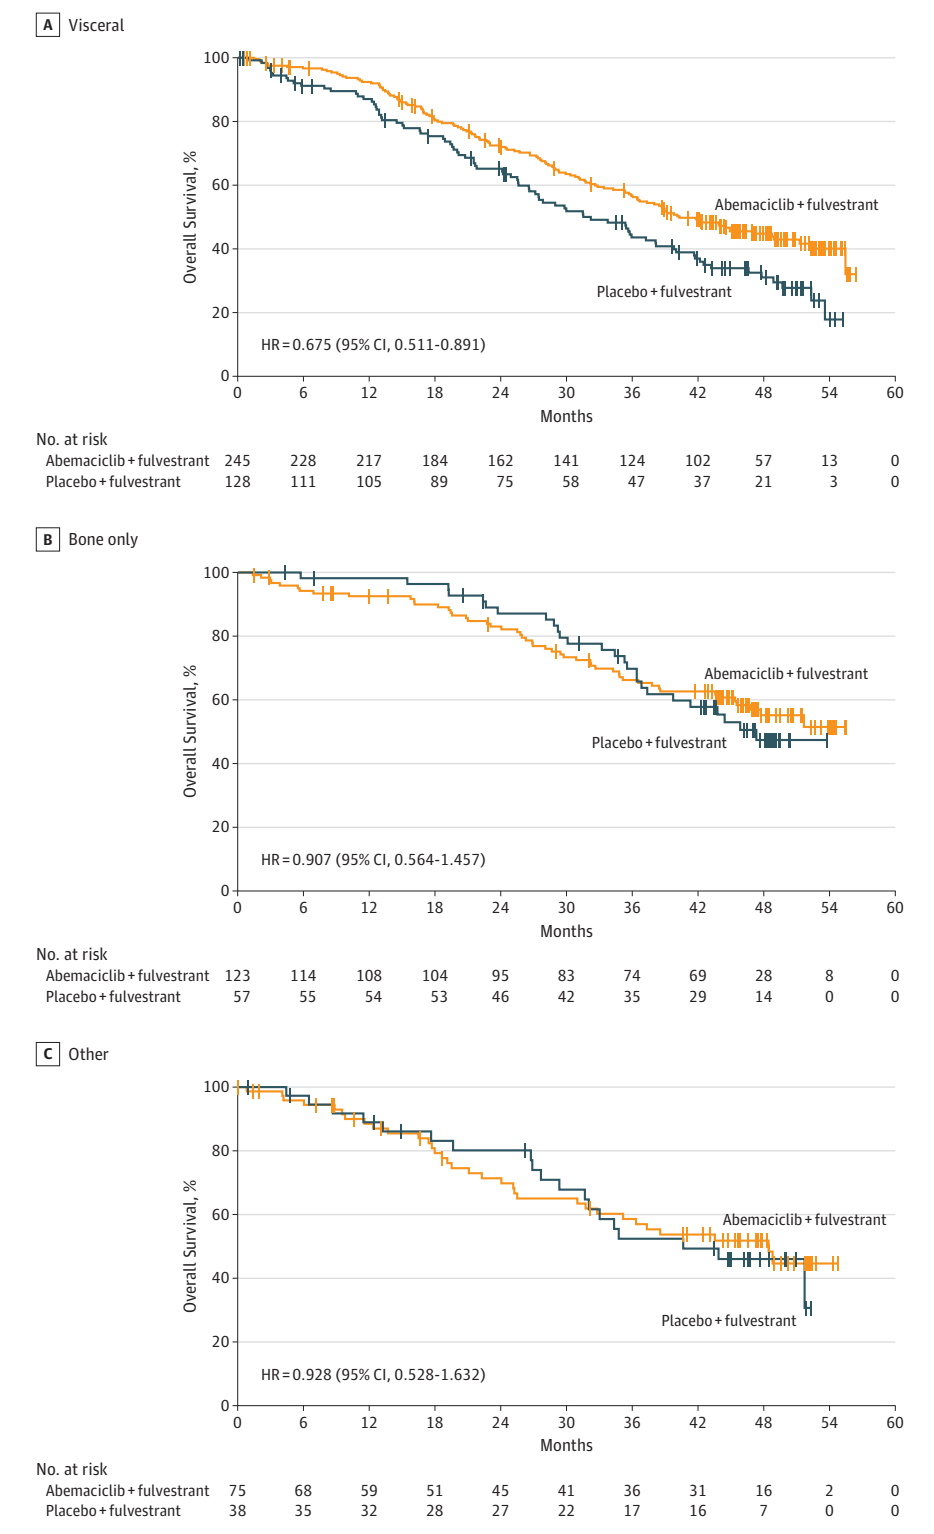 A Visceral
100
80
60
40
20
0
Overall Survival, %
Abemaciclib + fulvestrant
Placebo + fulvestrant
HR = 0.675 (95% CI, 0.511-0.891)
0 6 12 18 24 30 36 42 48 54 60
Months
No. at risk
Abemaciclib + fulvestrant 245 228 217 184 162 141 124 102 57 13 0
Placebo + fulvestrant 128 111 105 89 75 58 47 37 21 3 0
B Bone only
100
80
60
40
20
0
Overall Survival, %
Abemaciclib + fulvestrant
Placebo + fulvestrant
HR = 0.907 (95% CI, 0.564-1.457)
0 6 12 18 24 30 36 42 48 54 60
Months
No. at risk
Abemaciclib + fulvestrant 123 114 108 104 95 83 74 69 28 8 0
Placebo + fulvestrant 57 55 54 53 46 42 35 29 14 0 0
C Other
100
80
60
40
20
0
Overall Survival, %
Abemaciclib + fulvestrant
Placebo + fulvestrant
HR = 0.928 (95% CI, 0.528-1.632)
0 6 12 18 24 30 36 42 48 54 60
Months
No. at risk
Abemaciclib + fulvestrant 75 68 59 51 45 41 36 31 16 2 0
Placebo + fulvestrant 38 35 32 28 27 22 17 16 7 0 0